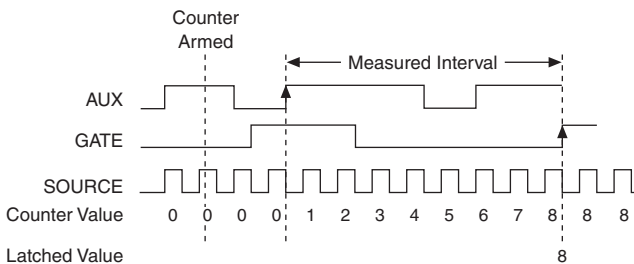 Counter
Armed
Measured Interval
AUX
GATE
SOURCE
Counter Value 0 0 0 0 1 2 3 4 5 6 7 8 8 8
Latched Value 8